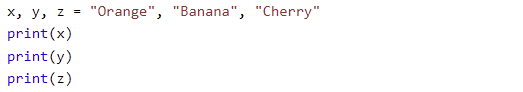 x, y, z = "Orange", "Banana", "Cherry"
print(x)
print(y)
print(z)